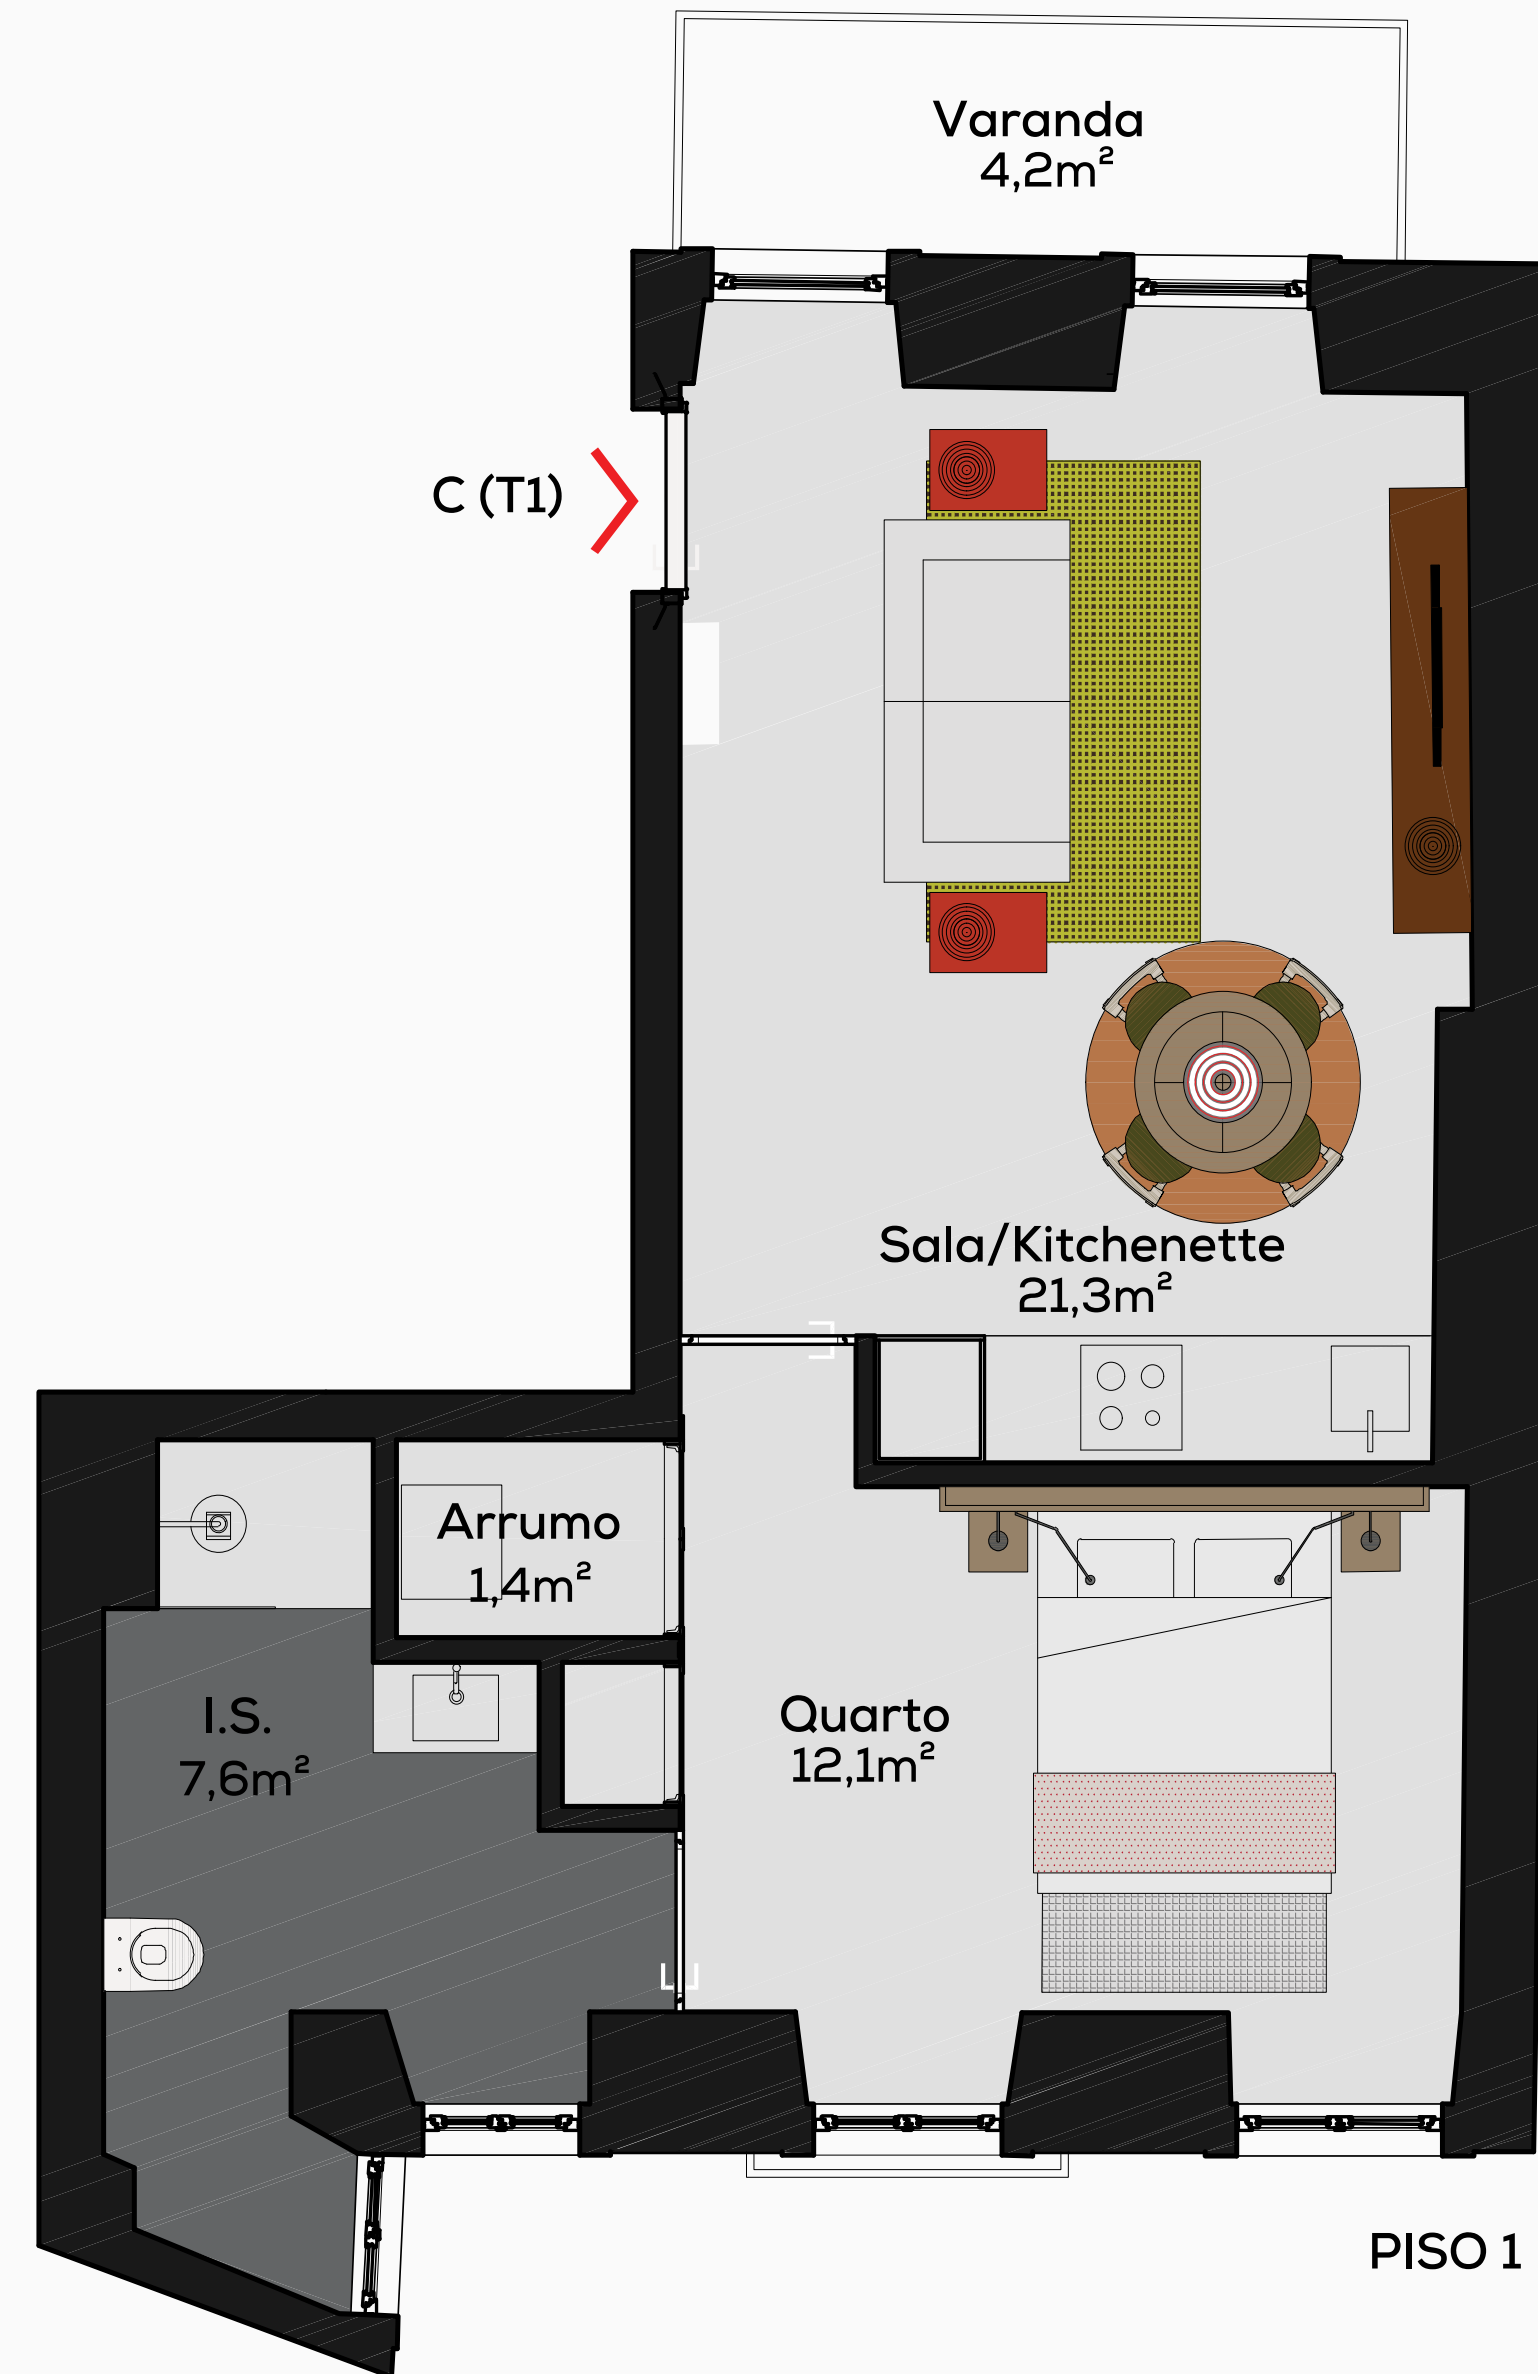 Varanda
4,2m²
C (T1)
Sala/Kitchenette
21,3m²
Arrumo
1,4m²
I.S.
7,6m²
Quarto
12,1m²
PISO 1